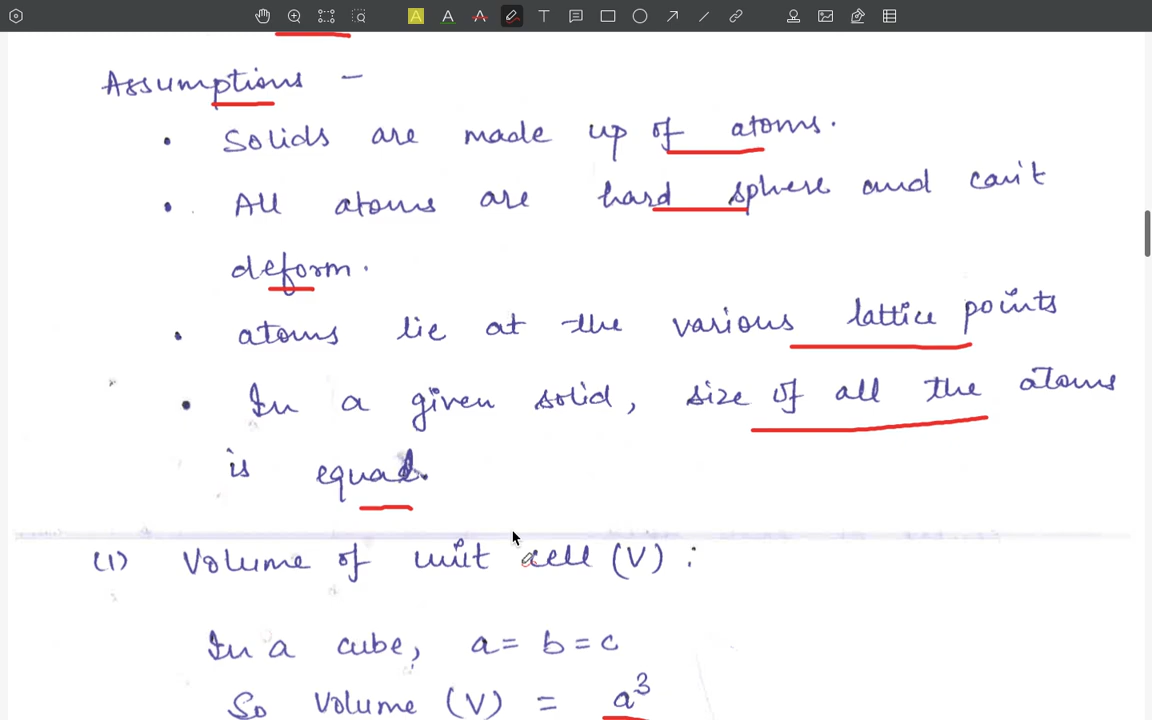 Assumptions -
• Solids are made up of atoms.
• All atoms are hard sphere and can't
deform.
• atoms lie at the various lattice points
• In a given solid, size of all the atoms
is equal.
(1) Volume of unit cell (V) :
In a cube, a = b = c
So Volume (V) = a³